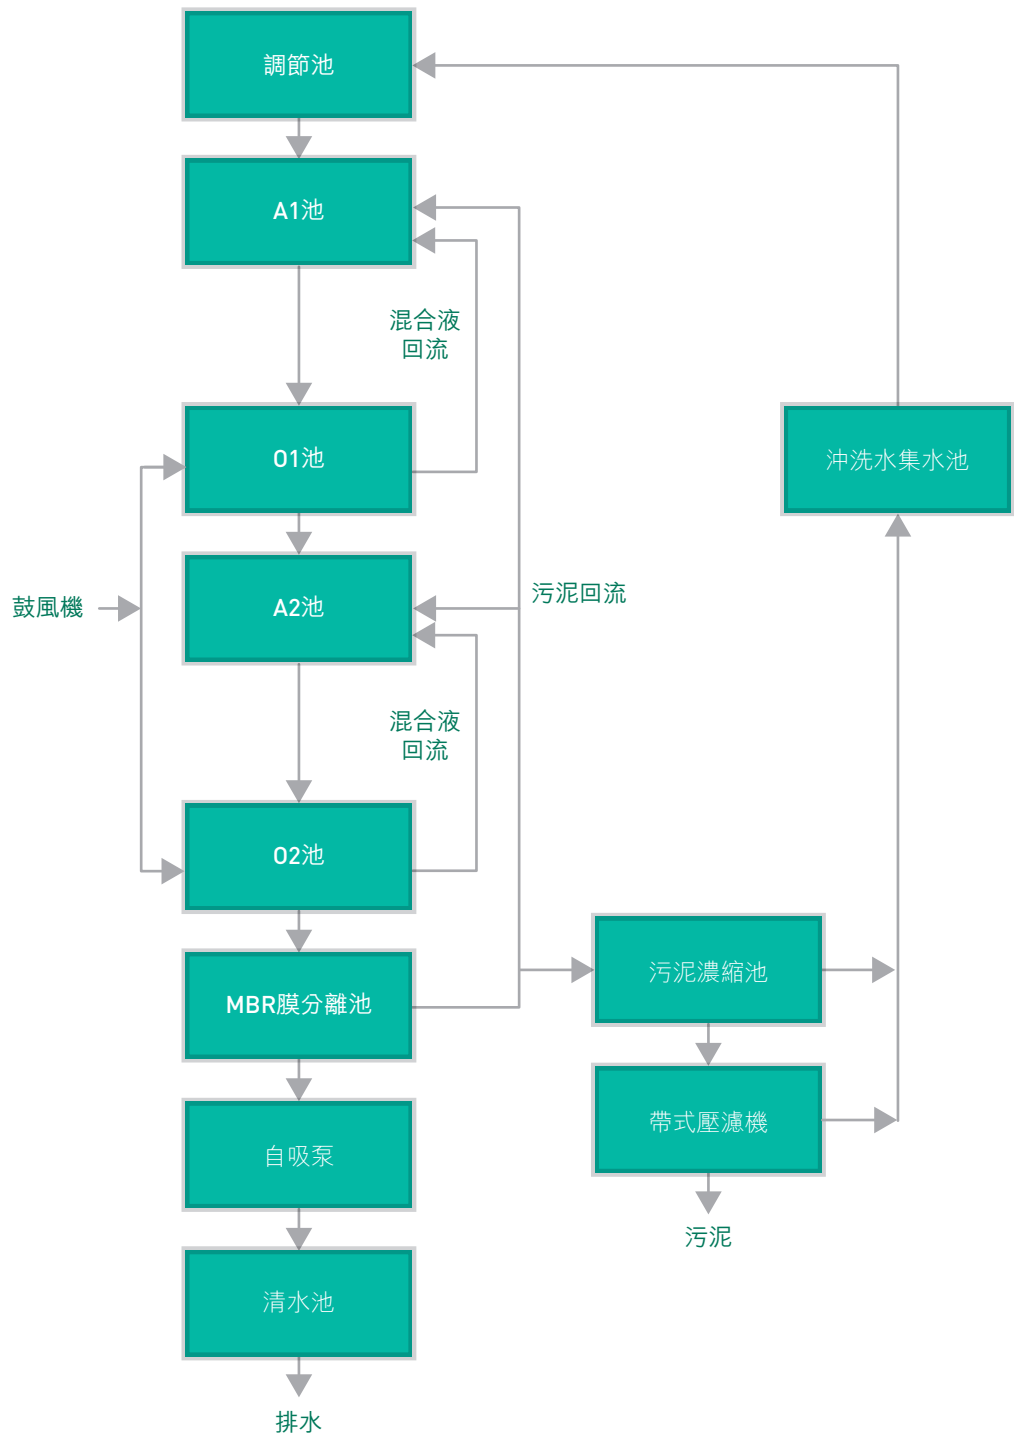 調節池
A1池
混合液
回流
O1池
沖洗水集水池
鼓風機
A2池
污泥回流
混合液
回流
O2池
污泥濃縮池
MBR膜分離池
帶式壓濾機
自吸泵
污泥
清水池
排水